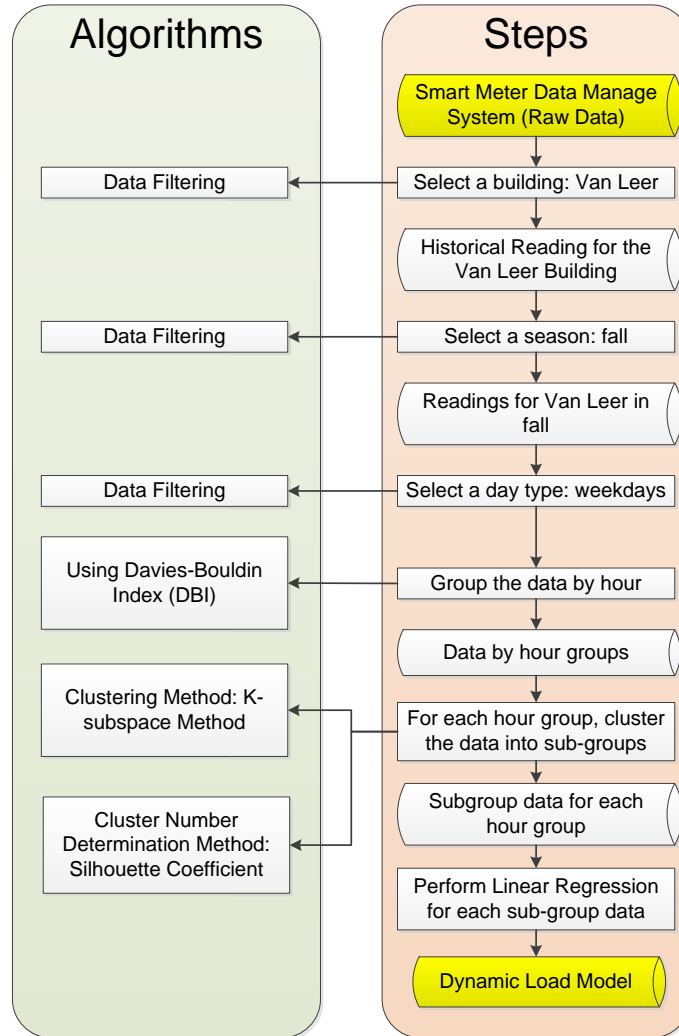 Algorithms
Steps
Smart Meter Data Manage
System (Raw Data)
Data Filtering
Select a building: Van Leer
Historical Reading for the
Van Leer Building
Data Filtering
Select a season: fall
Readings for Van Leer in
fall
Data Filtering
Select a day type: weekdays
Using Davies-Bouldin
Index (DBI)
Group the data by hour
Data by hour groups
Clustering Method: K-
subspace Method
For each hour group, cluster
the data into sub-groups
Cluster Number
Determination Method:
Silhouette Coefficient
Subgroup data for each
hour group
Perform Linear Regression
for each sub-group data
Dynamic Load Model